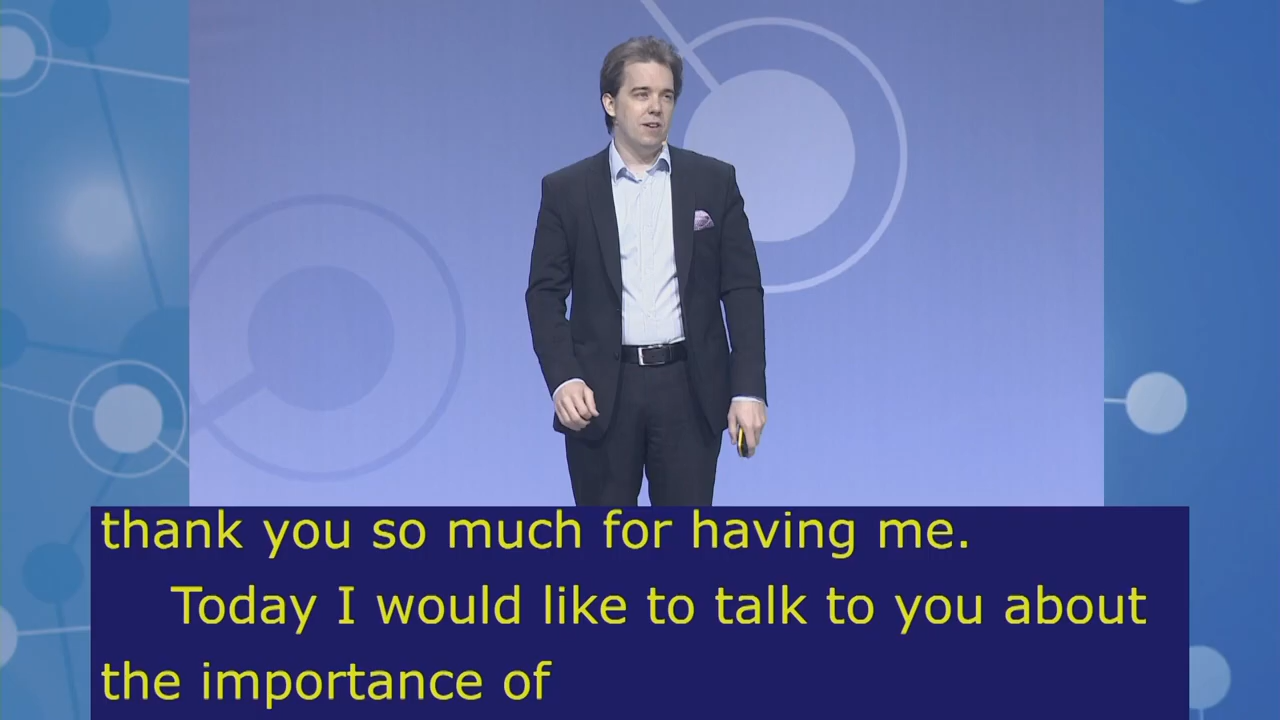 thank you so much for having me.
Today I would like to talk to you about
the importance of